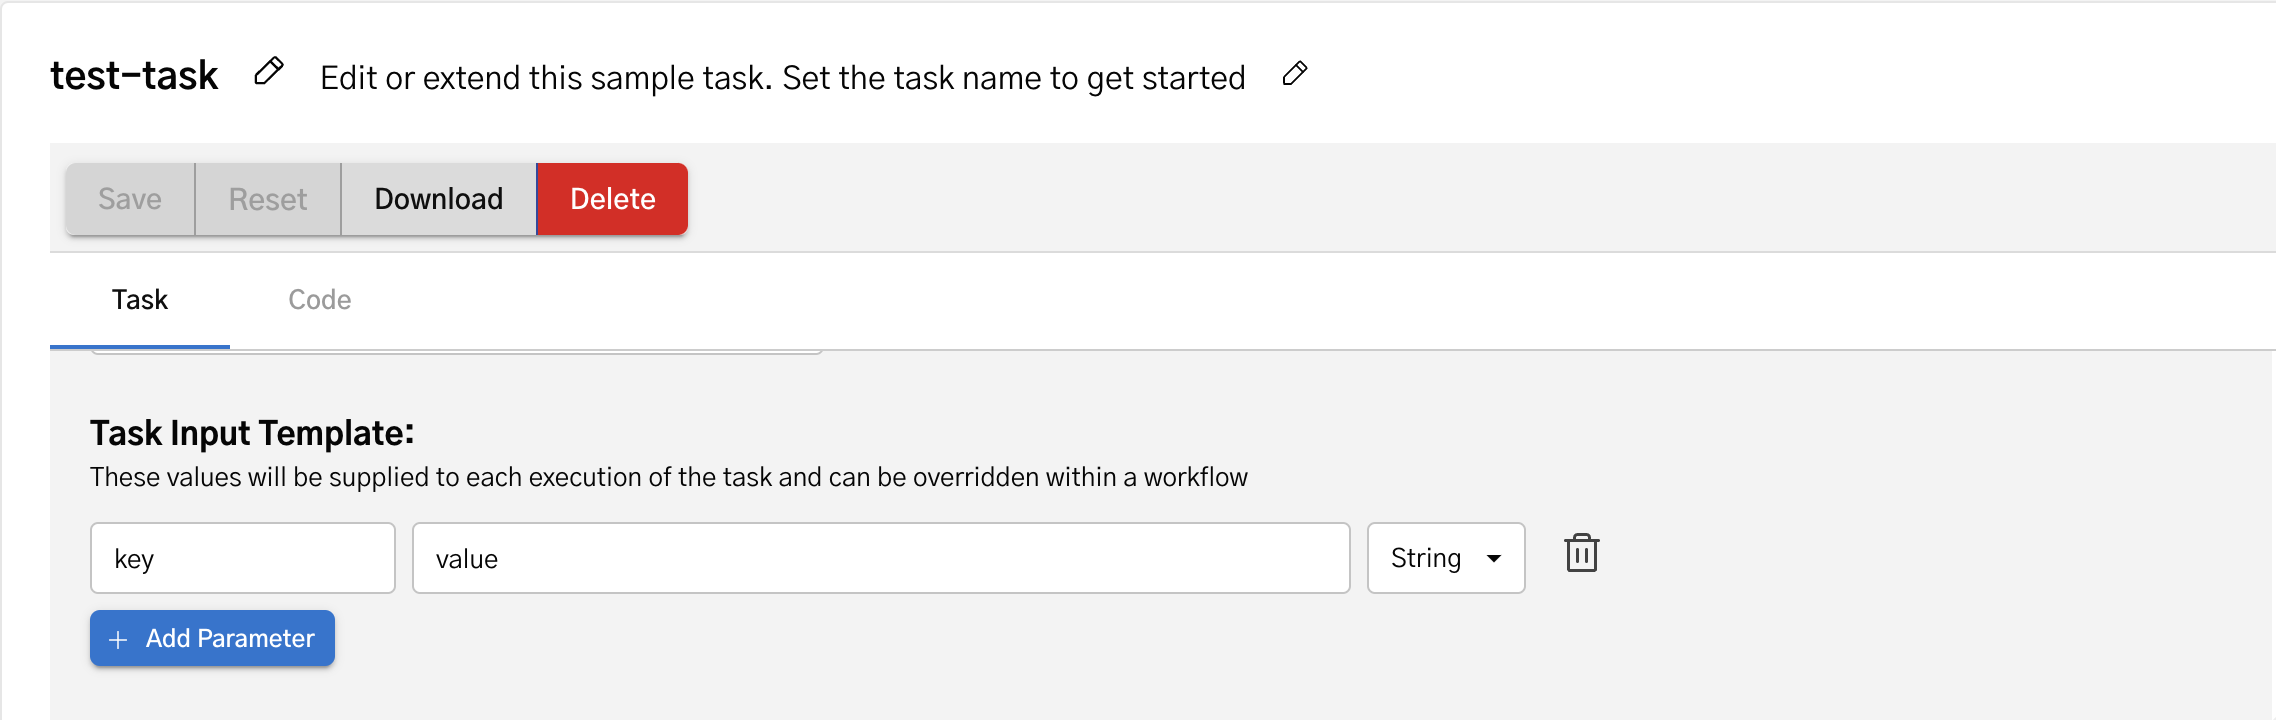 test-task
Edit or extend this sample task. Set the task name to get started
Save Reset Download Delete
Task Code
Task Input Template:
These values will be supplied to each execution of the task and can be overridden within a workflow
key value String
Add Parameter